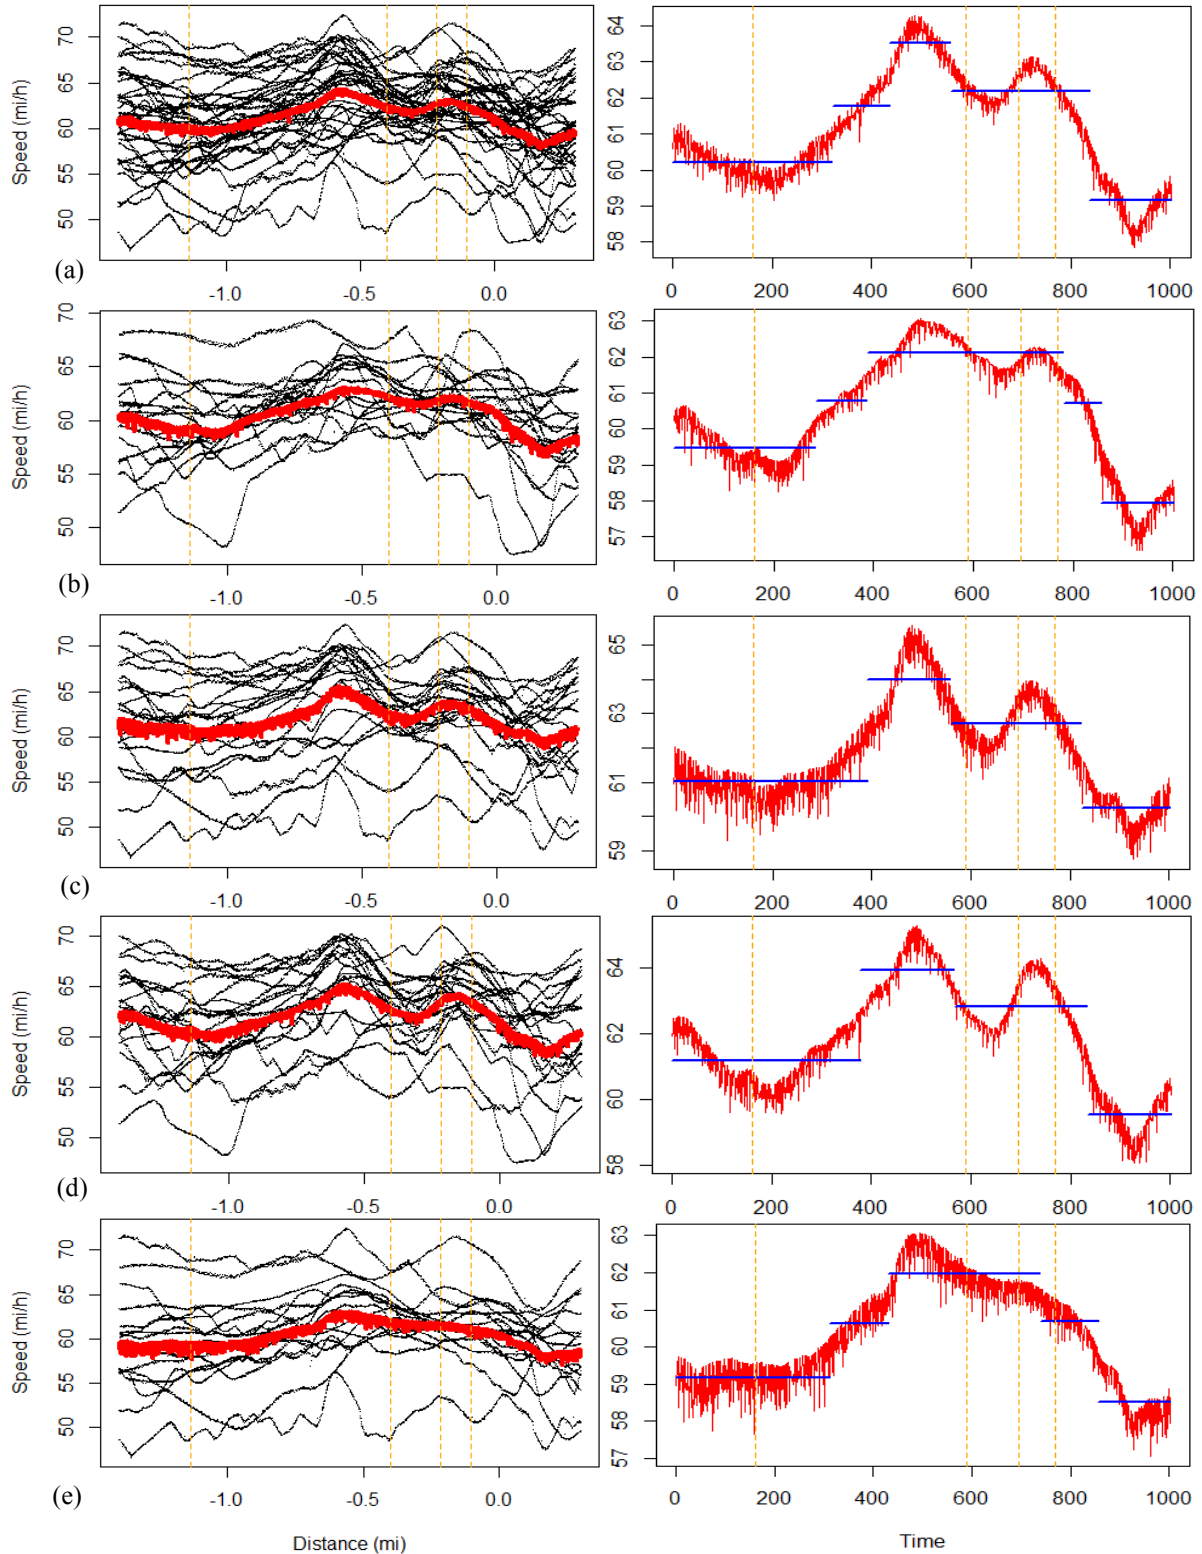 Speed (mi/h)
50 55 60 65 70
58 59 60 61 62 63 64
(a)
-1.0 -0.5 0.0
0 200 400 600 800 1000
Speed (mi/h)
50 55 60 65 70
57 58 59 60 61 62 63
(b)
-1.0 -0.5 0.0
0 200 400 600 800 1000
Speed (mi/h)
50 55 60 65 70
59 61 63 65
(c)
-1.0 -0.5 0.0
0 200 400 600 800 1000
Speed (mi/h)
50 55 60 65 70
58 60 62 64
(d)
-1.0 -0.5 0.0
0 200 400 600 800 1000
Speed (mi/h)
50 55 60 65 70
57 58 59 60 61 62 63
(e)
-1.0 -0.5 0.0
0 200 400 600 800 1000
Distance (mi)
Time